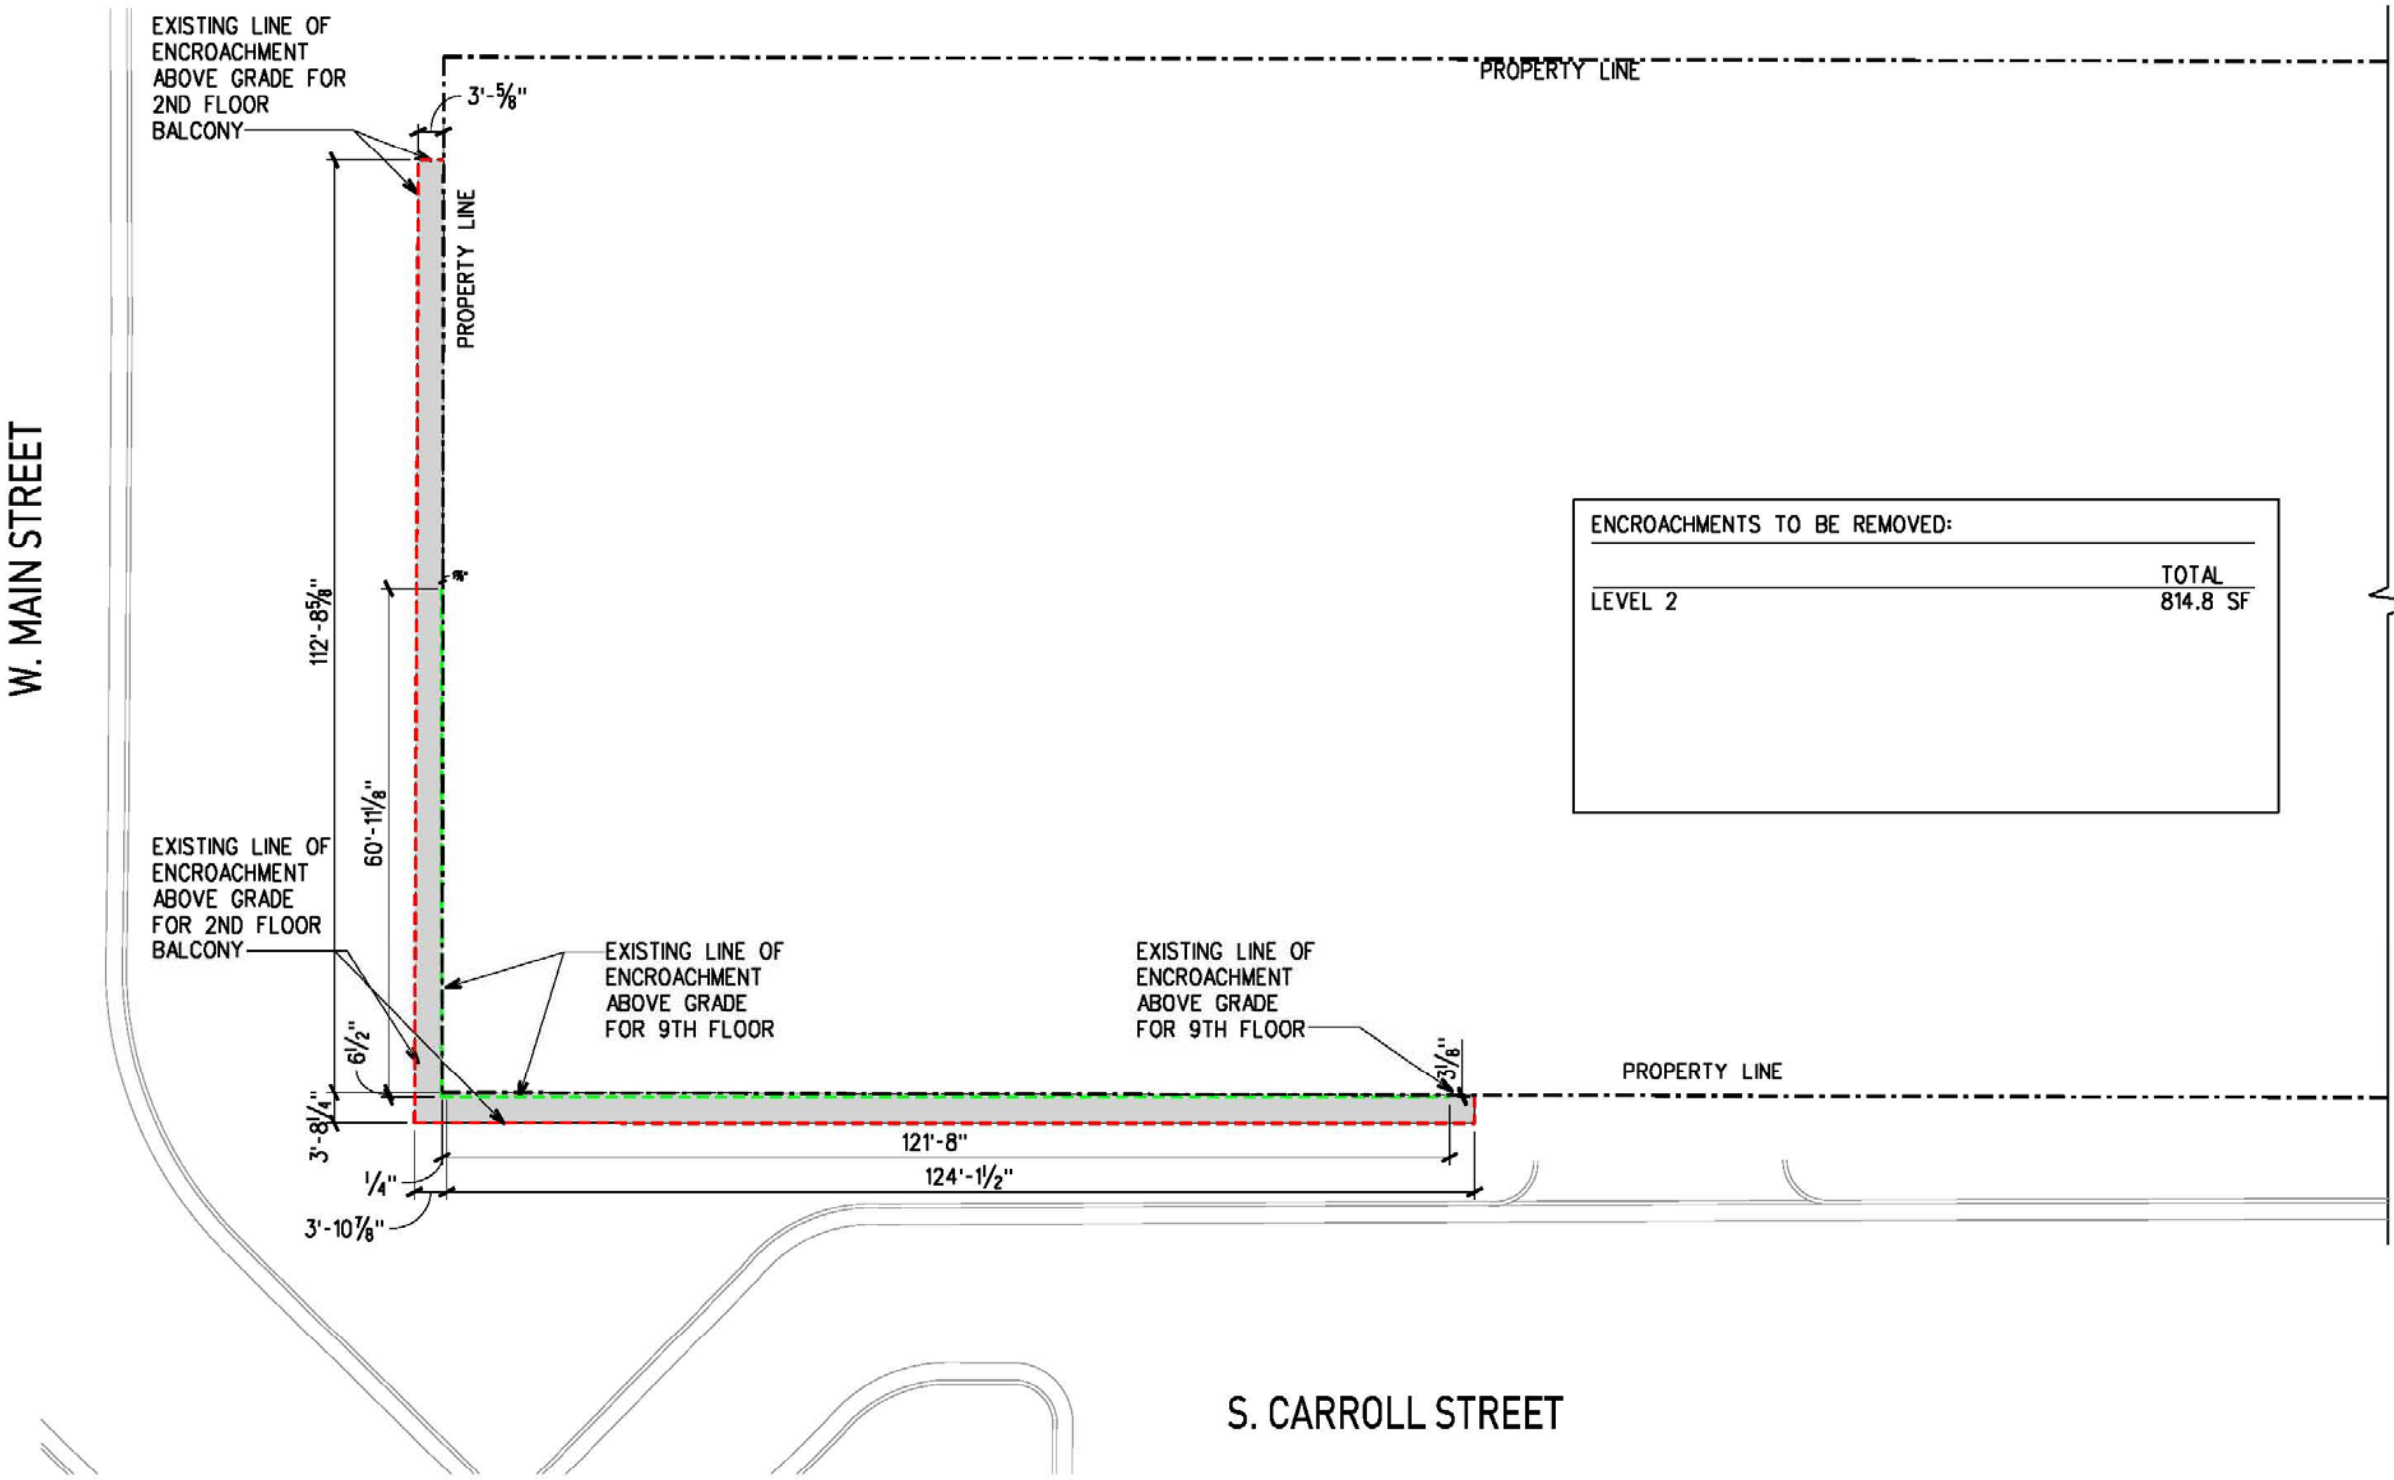 EXISTING LINE OF
ENCROACHMENT
ABOVE GRADE FOR
2ND FLOOR
BALCONY
3'-5/8"
PROPERTY LINE
PROPERTY LINE
W. MAIN STREET
112'-8 5/8"
60'-11 1/8"
ENCROACHMENTS TO BE REMOVED:
TOTAL
LEVEL 2 814.8 SF
EXISTING LINE OF
ENCROACHMENT
ABOVE GRADE
FOR 2ND FLOOR
BALCONY
EXISTING LINE OF
ENCROACHMENT
ABOVE GRADE
FOR 9TH FLOOR
EXISTING LINE OF
ENCROACHMENT
ABOVE GRADE
FOR 9TH FLOOR
6 1/2"
3 1/8"
PROPERTY LINE
3'-8 1/4"
121'-8"
1/4"
124'-1 1/2"
3'-10 7/8"
S. CARROLL STREET